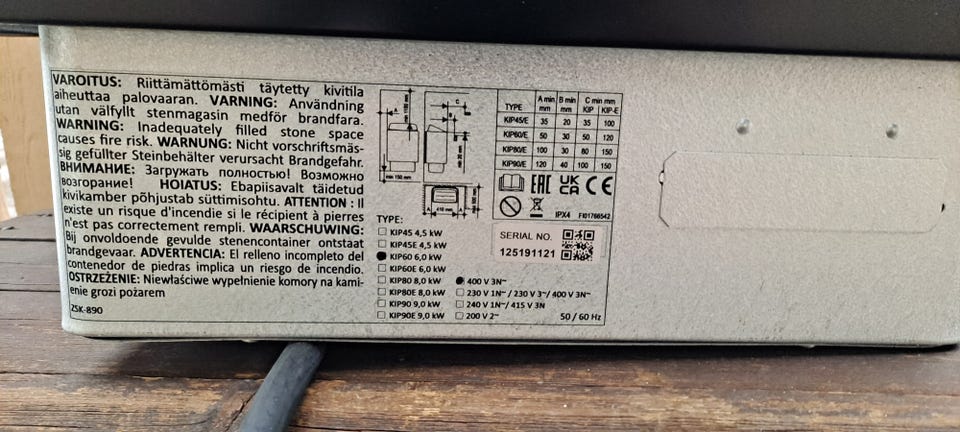 VAROITUS: Riittämättömästi täytetty kivitila
aiheuttaa palovaaran. VARNING: Användning
utan välfyllt stenmagasin medför brandfara.
WARNING: Inadequately filled stone space
causes fire risk. WARNUNG: Nicht vorschriftsmäs-
sig gefüllter Steinbehälter verursacht Brandgefahr.
ВНИМАНИЕ: Загружать полностью! Возможно
возгорание! HOIATUS: Ebapiisavalt täidetud
kivikamber põhjustab süttimisohtu. ATTENTION : Il
existe un risque d'incendie si le récipient à pierres
n'est pas correctement rempli. WAARSCHUWING:
Bij onvoldoende gevulde stenencontainer ontstaat
brandgevaar. ADVERTENCIA: El relleno incompleto del
contenedor de piedras implica un riesgo de incendio.
OSTRZEŻENIE: Niewłaściwe wypełnienie komory na kami-
enie grozi pożarem
ZSK-890
A
C
B
min 150 mm
A 410 mm A
TYPE A min mm B min mm C min mm KIP KIP-E
KIP45/E 35 20 35 100
KIP60/E 50 30 50 120
KIP80/E 100 30 80 150
KIP90/E 120 40 100 150
EAC UKCA CE
IPX4 FI01766542
SERIAL NO.
125191121
TYPE:
KIP45 4,5 kW
KIP45E 4,5 kW
KIP60 6,0 kW
KIP60E 6,0 kW
KIP80 8,0 kW
KIP80E 8,0 kW
KIP90 9,0 kW
KIP90E 9,0 kW
400 V 3N~
230 V 1N~ / 230 V 3~/ 400 V 3N~
240 V 1N~ / 415 V 3N
200 V 2~
50 / 60 Hz